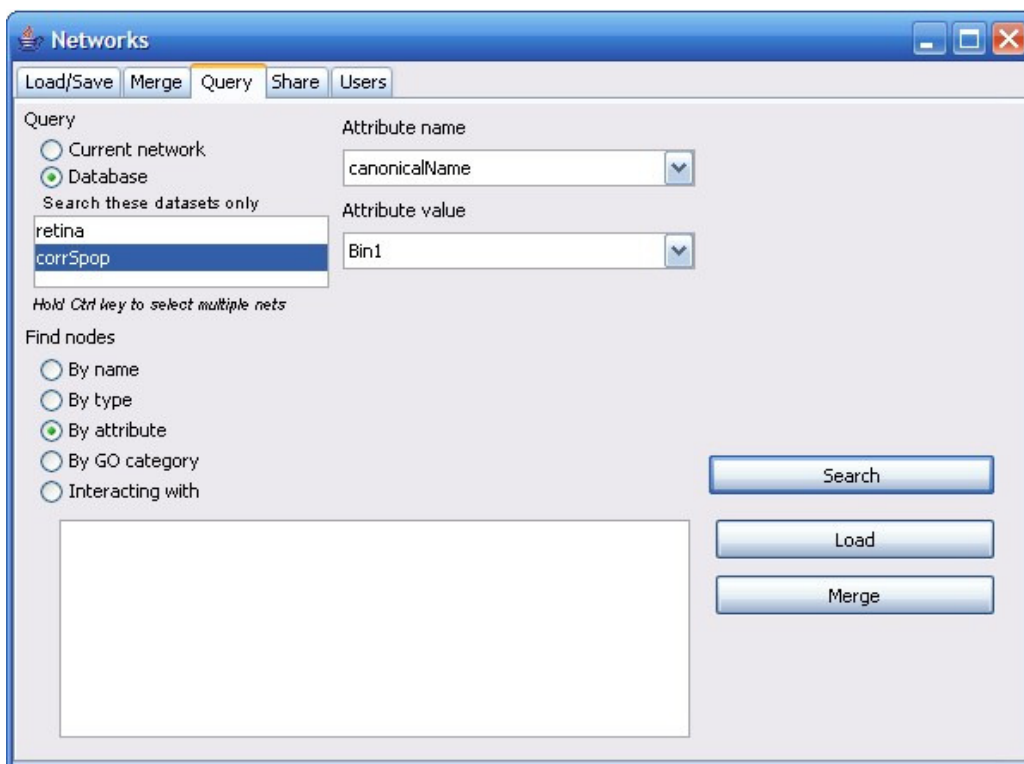 Networks
Load/Save Merge Query Share Users
Query
Current network
Database
Search these datasets only
retina
corrSpop
Hold Ctrl key to select multiple nets
Attribute name
canonicalName
Attribute value
Bin1
Find nodes
By name
By type
By attribute
By GO category
Interacting with
Search
Load
Merge